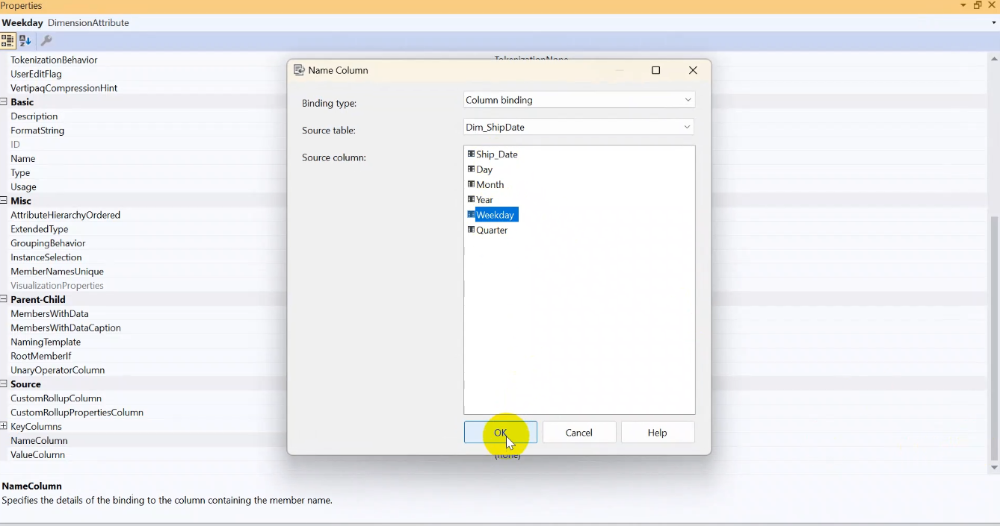 Properties
Weekday DimensionAttribute
TokenizationBehavior TokenizationNone
UserEditFlag
VertipaqCompressionHint
Basic
Description
FormatString
ID
Name
Type
Usage
Misc
AttributeHierarchyOrdered
ExtendedType
GroupingBehavior
InstanceSelection
MemberNamesUnique
VisualizationProperties
Parent-Child
MembersWithData
MembersWithDataCaption
NamingTemplate
RootMemberIf
UnaryOperatorColumn
Source
CustomRollupColumn
CustomRollupPropertiesColumn
KeyColumns
NameColumn
ValueColumn (none)
NameColumn
Specifies the details of the binding to the column containing the member name.
Name Column
Binding type: Column binding
Source table: Dim_ShipDate
Source column:
Ship_Date
Day
Month
Year
Weekday
Quarter
OK Cancel Help